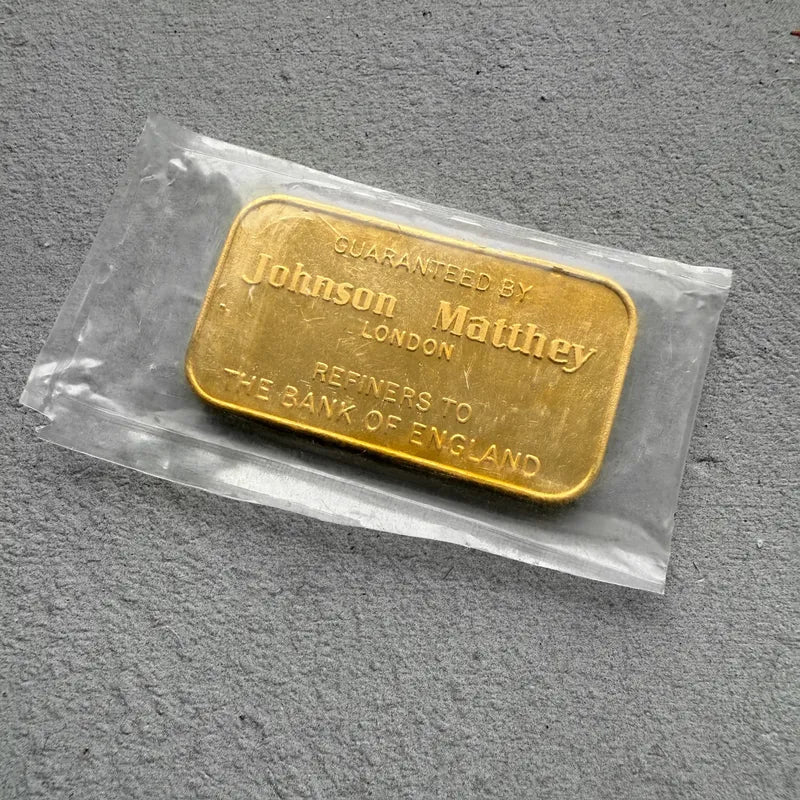 GUARANTEED BY
Johnson Matthey
LONDON
REFINERS TO
THE BANK OF ENGLAND